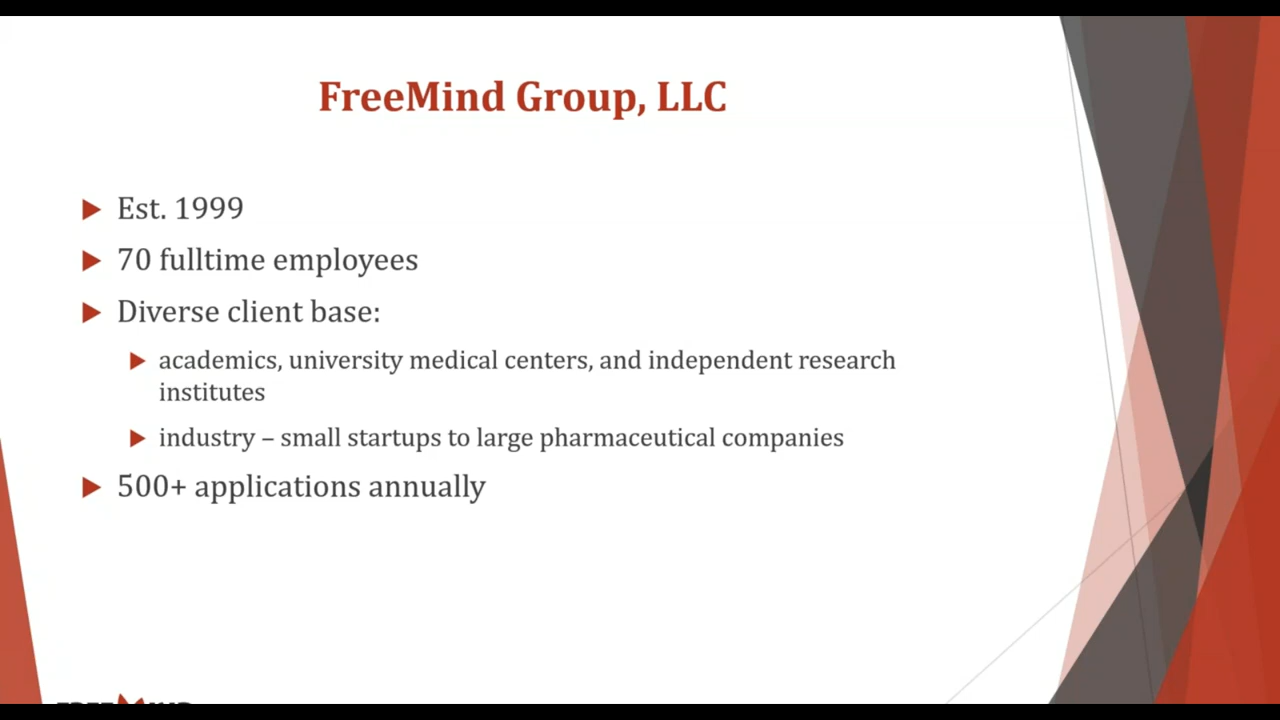 FreeMind Group, LLC
Est. 1999
70 fulltime employees
Diverse client base:
academics, university medical centers, and independent research
institutes
industry – small startups to large pharmaceutical companies
500+ applications annually